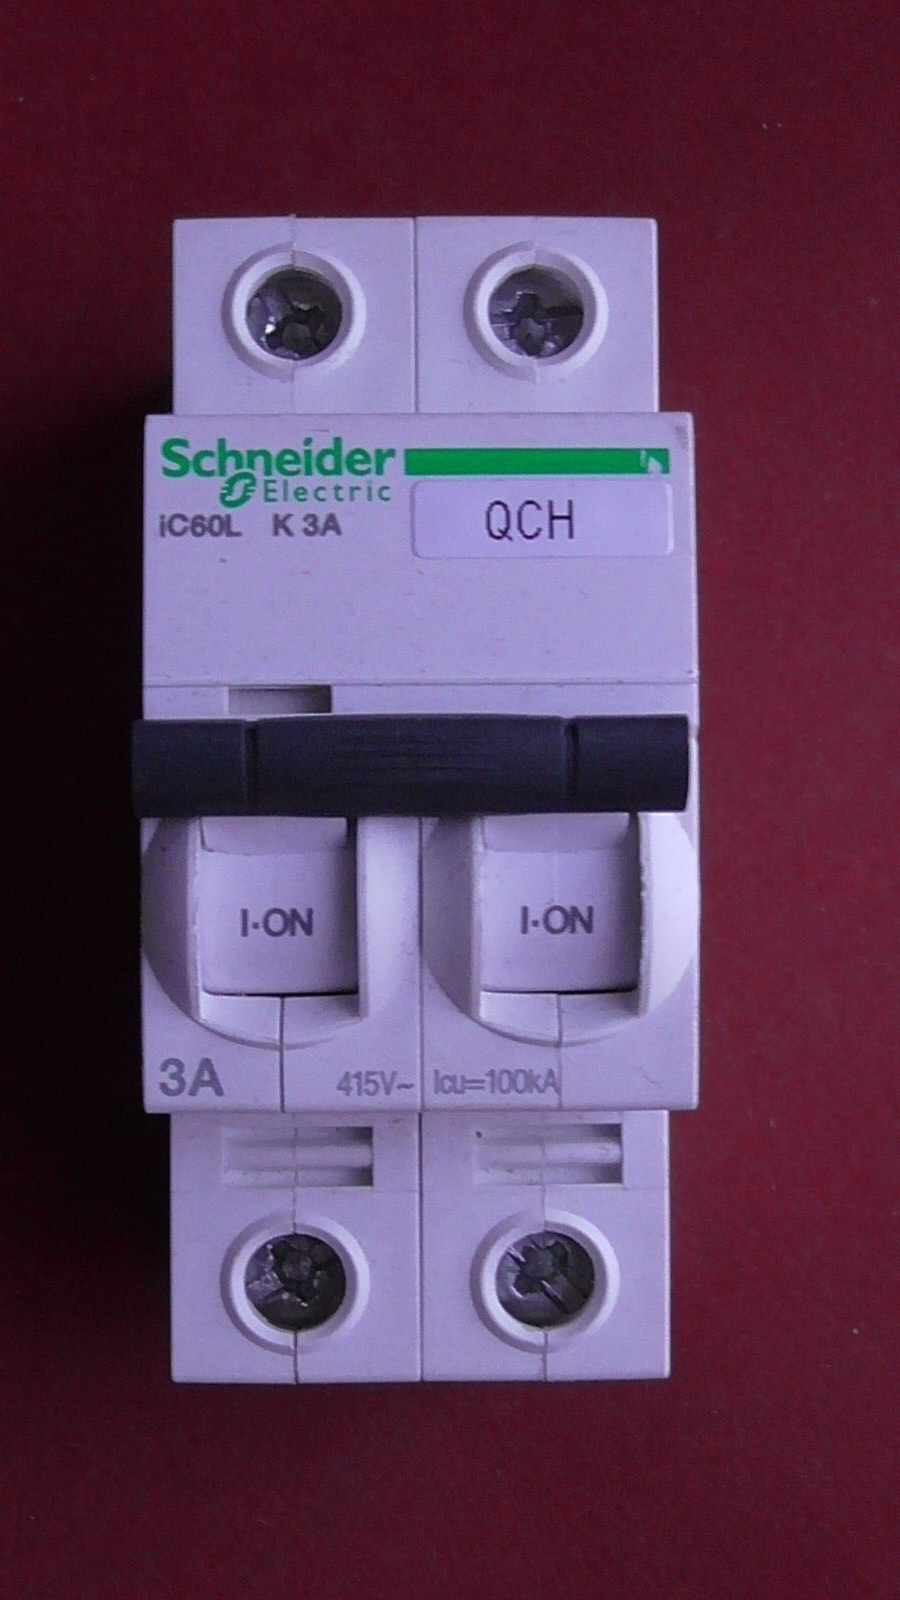 Schneider
Electric
iC60L K 3A
QCH
I·ON
I·ON
3A 415V~ Icu=100kA